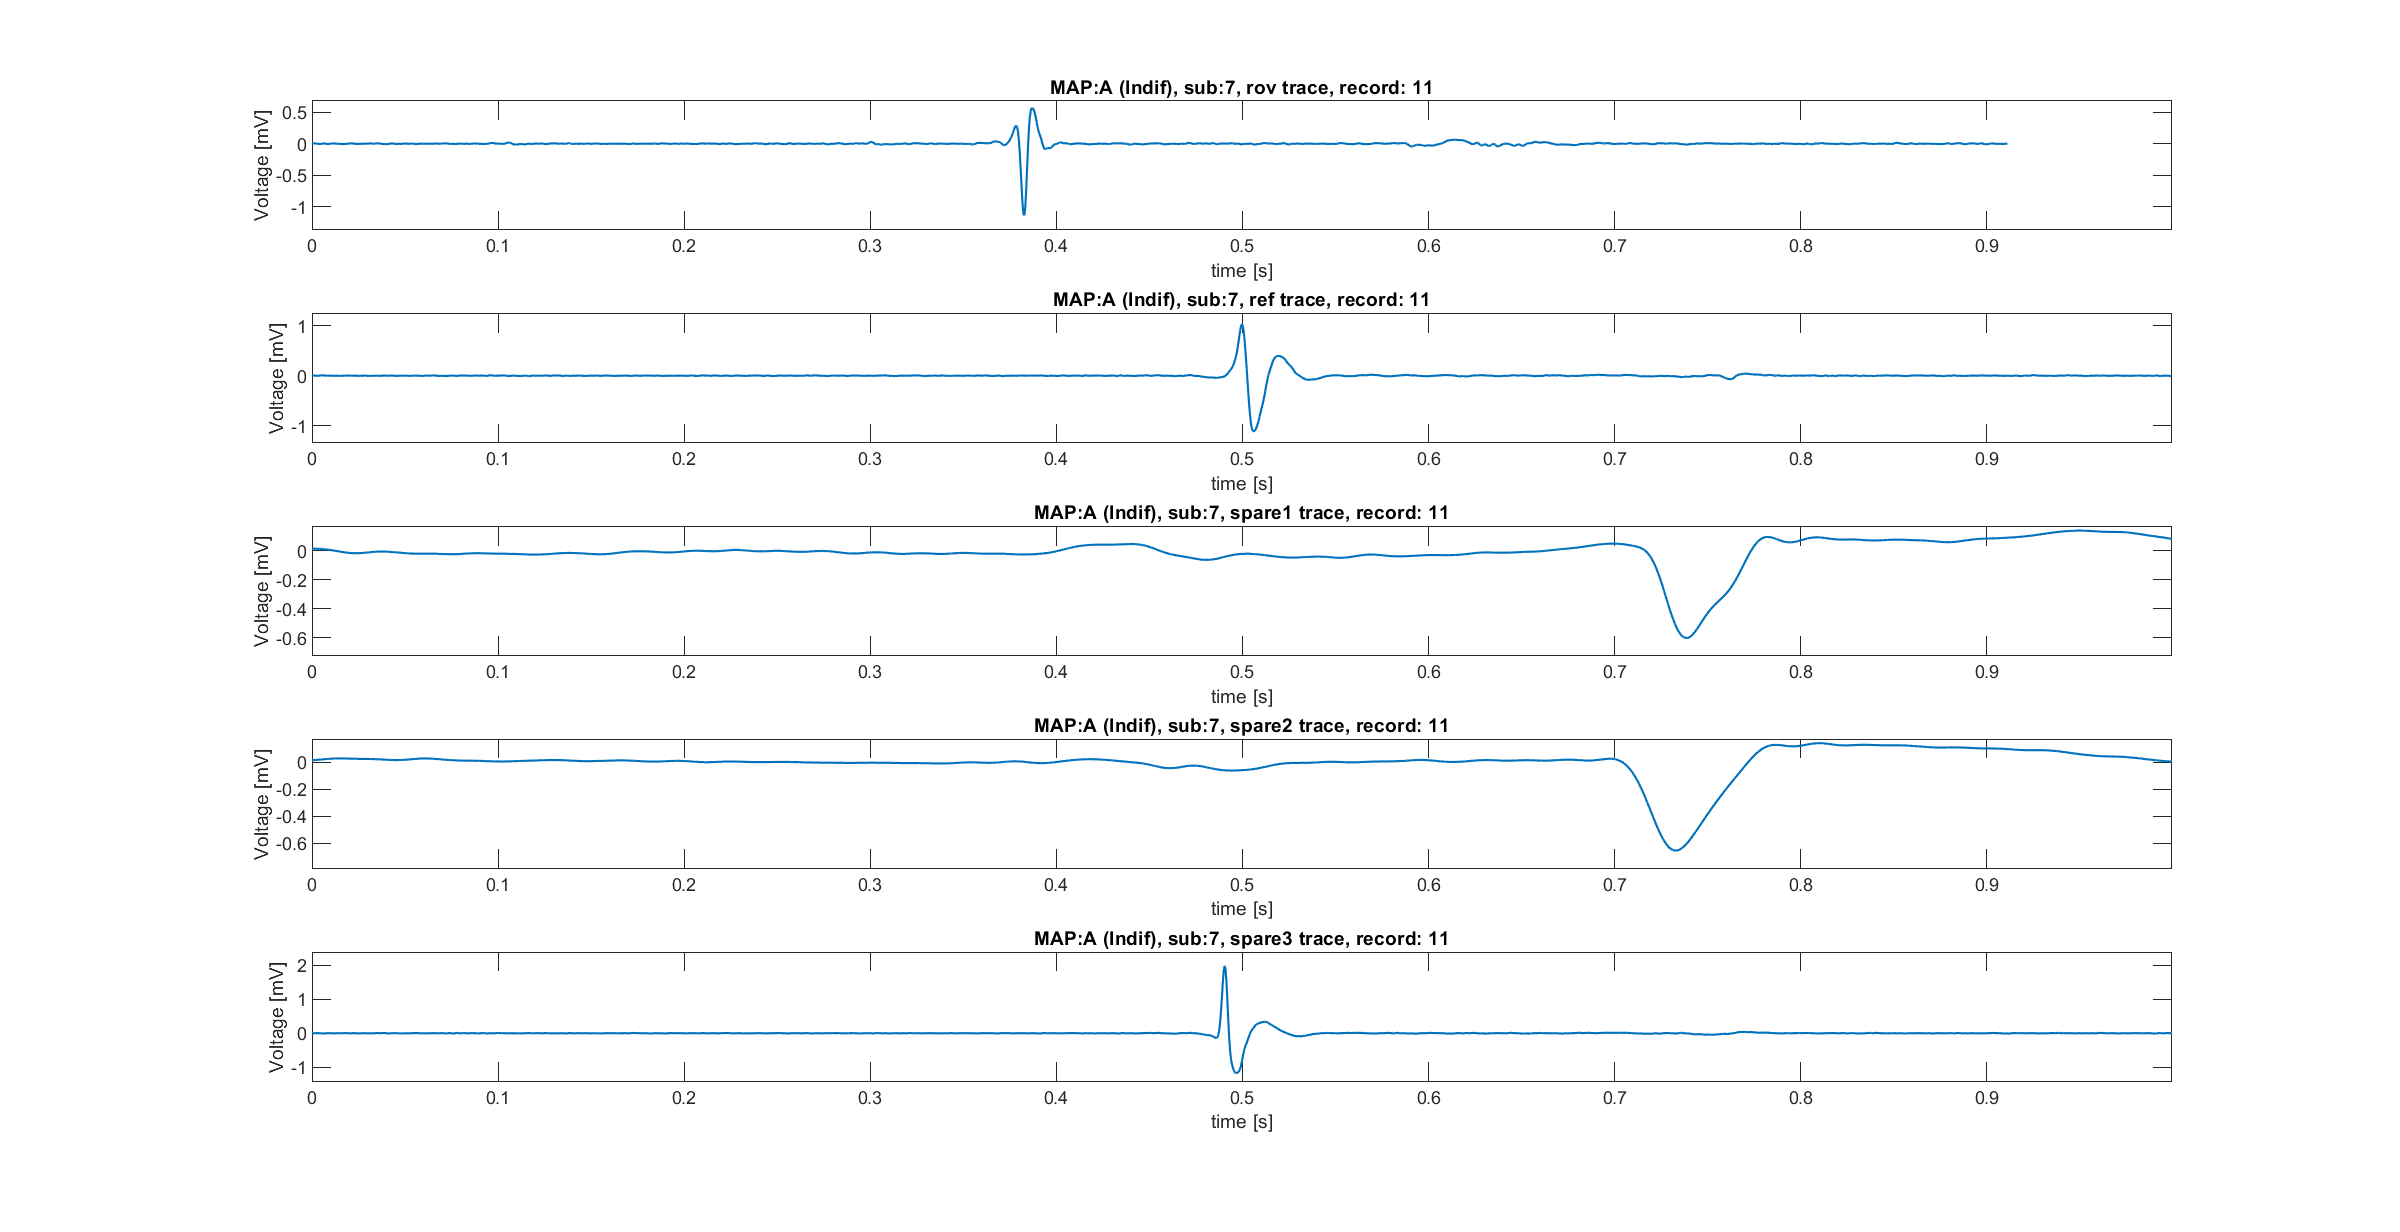 MAP:A (Indif), sub:7, rov trace, record: 11
Voltage [mV]
0.5
0
-0.5
-1
0 0.1 0.2 0.3 0.4 0.5 0.6 0.7 0.8 0.9
time [s]
MAP:A (Indif), sub:7, ref trace, record: 11
Voltage [mV]
1
0
-1
0 0.1 0.2 0.3 0.4 0.5 0.6 0.7 0.8 0.9
time [s]
MAP:A (Indif), sub:7, spare1 trace, record: 11
Voltage [mV]
0
-0.2
-0.4
-0.6
0 0.1 0.2 0.3 0.4 0.5 0.6 0.7 0.8 0.9
time [s]
MAP:A (Indif), sub:7, spare2 trace, record: 11
Voltage [mV]
0
-0.2
-0.4
-0.6
0 0.1 0.2 0.3 0.4 0.5 0.6 0.7 0.8 0.9
time [s]
MAP:A (Indif), sub:7, spare3 trace, record: 11
Voltage [mV]
2
1
0
-1
0 0.1 0.2 0.3 0.4 0.5 0.6 0.7 0.8 0.9
time [s]